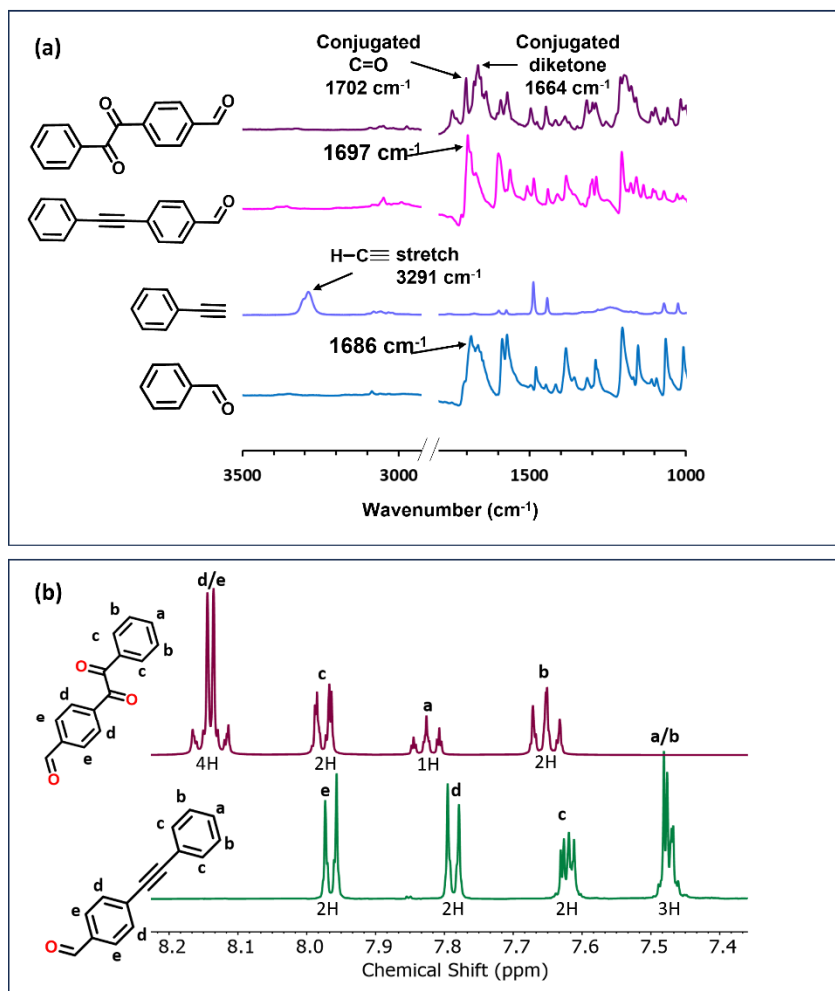 (a)
Conjugated
C=O
1702 cm⁻¹
Conjugated
diketone
1664 cm⁻¹
O
O
O
1697 cm⁻¹
O
H–C≡ stretch
3291 cm⁻¹
1686 cm⁻¹
O
3500
3000
1500
1000
Wavenumber (cm⁻¹)
(b)
d/e
b
a
c
b
c
O
O
d
e
d
e
O
c
a
b
4H
2H
1H
2H
a/b
b
a
c
b
c
d
e
d
e
O
e
d
c
2H
2H
2H
3H
8.2
8.1
8.0
7.9
7.8
7.7
7.6
7.5
7.4
Chemical Shift (ppm)